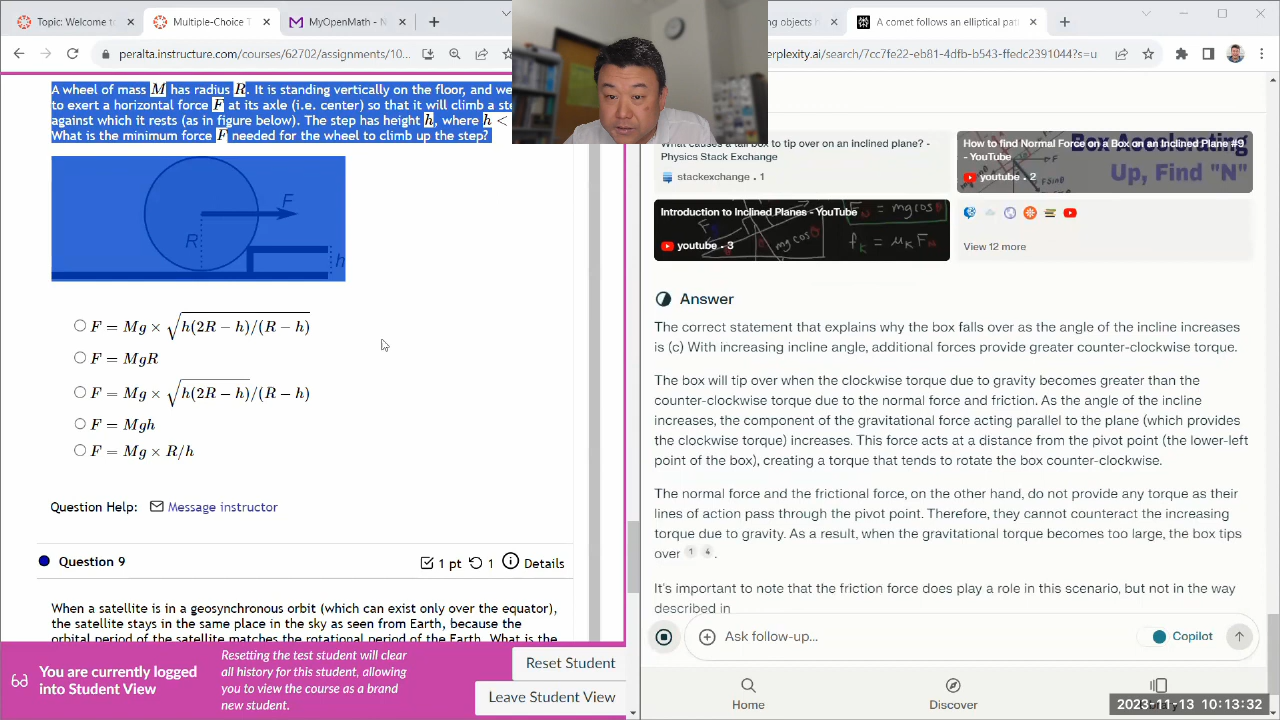 Topic: Welcome to
Multiple-Choice T
MyOpenMath - N
ng objects K
A comet follows an elliptical pat
peralta.instructure.com/courses/62702/assignments/10...
erplexity.ai/search/7cc7fe22-eb81-4dfb-b543-ffedc2391044?s=u
A wheel of mass M has radius R. It is standing vertically on the floor, and we
to exert a horizontal force F at its axle (i.e. center) so that it will climb a ste
against which it rests (as in figure below). The step has height h, where h <
What is the minimum force F needed for the wheel to climb up the step?
F
R
h
F = Mg × √h(2R − h)/(R − h)
F = MgR
F = Mg × √h(2R − h)/(R − h)
F = Mgh
F = Mg × R/h
Question Help: Message instructor
Question 9
1 pt 1 Details
When a satellite is in a geosynchronous orbit (which can exist only over the equator),
the satellite stays in the same place in the sky as seen from Earth, because the
orbital period of the satellite matches the rotational period of the Earth. What is the
You are currently logged
into Student View
Resetting the test student will clear
all history for this student, allowing
you to view the course as a brand
new student.
Reset Student
Leave Student View
What causes a tall box to tip over on an inclined plane? -
Physics Stack Exchange
stackexchange · 1
How to find Normal Force on a Box on an Inclined Plane #9
- YouTube
youtube · 2
Up, Find "N"
Introduction to Inclined Planes - YouTube
youtube · 3
View 12 more
Answer
The correct statement that explains why the box falls over as the angle of the incline increases
is (c) With increasing incline angle, additional forces provide greater counter-clockwise torque.
The box will tip over when the clockwise torque due to gravity becomes greater than the
counter-clockwise torque due to the normal force and friction. As the angle of the incline
increases, the component of the gravitational force acting parallel to the plane (which provides
the clockwise torque) increases. This force acts at a distance from the pivot point (the lower-left
point of the box), creating a torque that tends to rotate the box counter-clockwise.
The normal force and the frictional force, on the other hand, do not provide any torque as their
lines of action pass through the pivot point. Therefore, they cannot counteract the increasing
torque due to gravity. As a result, when the gravitational torque becomes too large, the box tips
over 1 4 .
It's important to note that the friction force does play a role in this scenario, but not in the way
described in
Ask follow-up...
Copilot
Home
Discover
2023-11-13 10:13:32